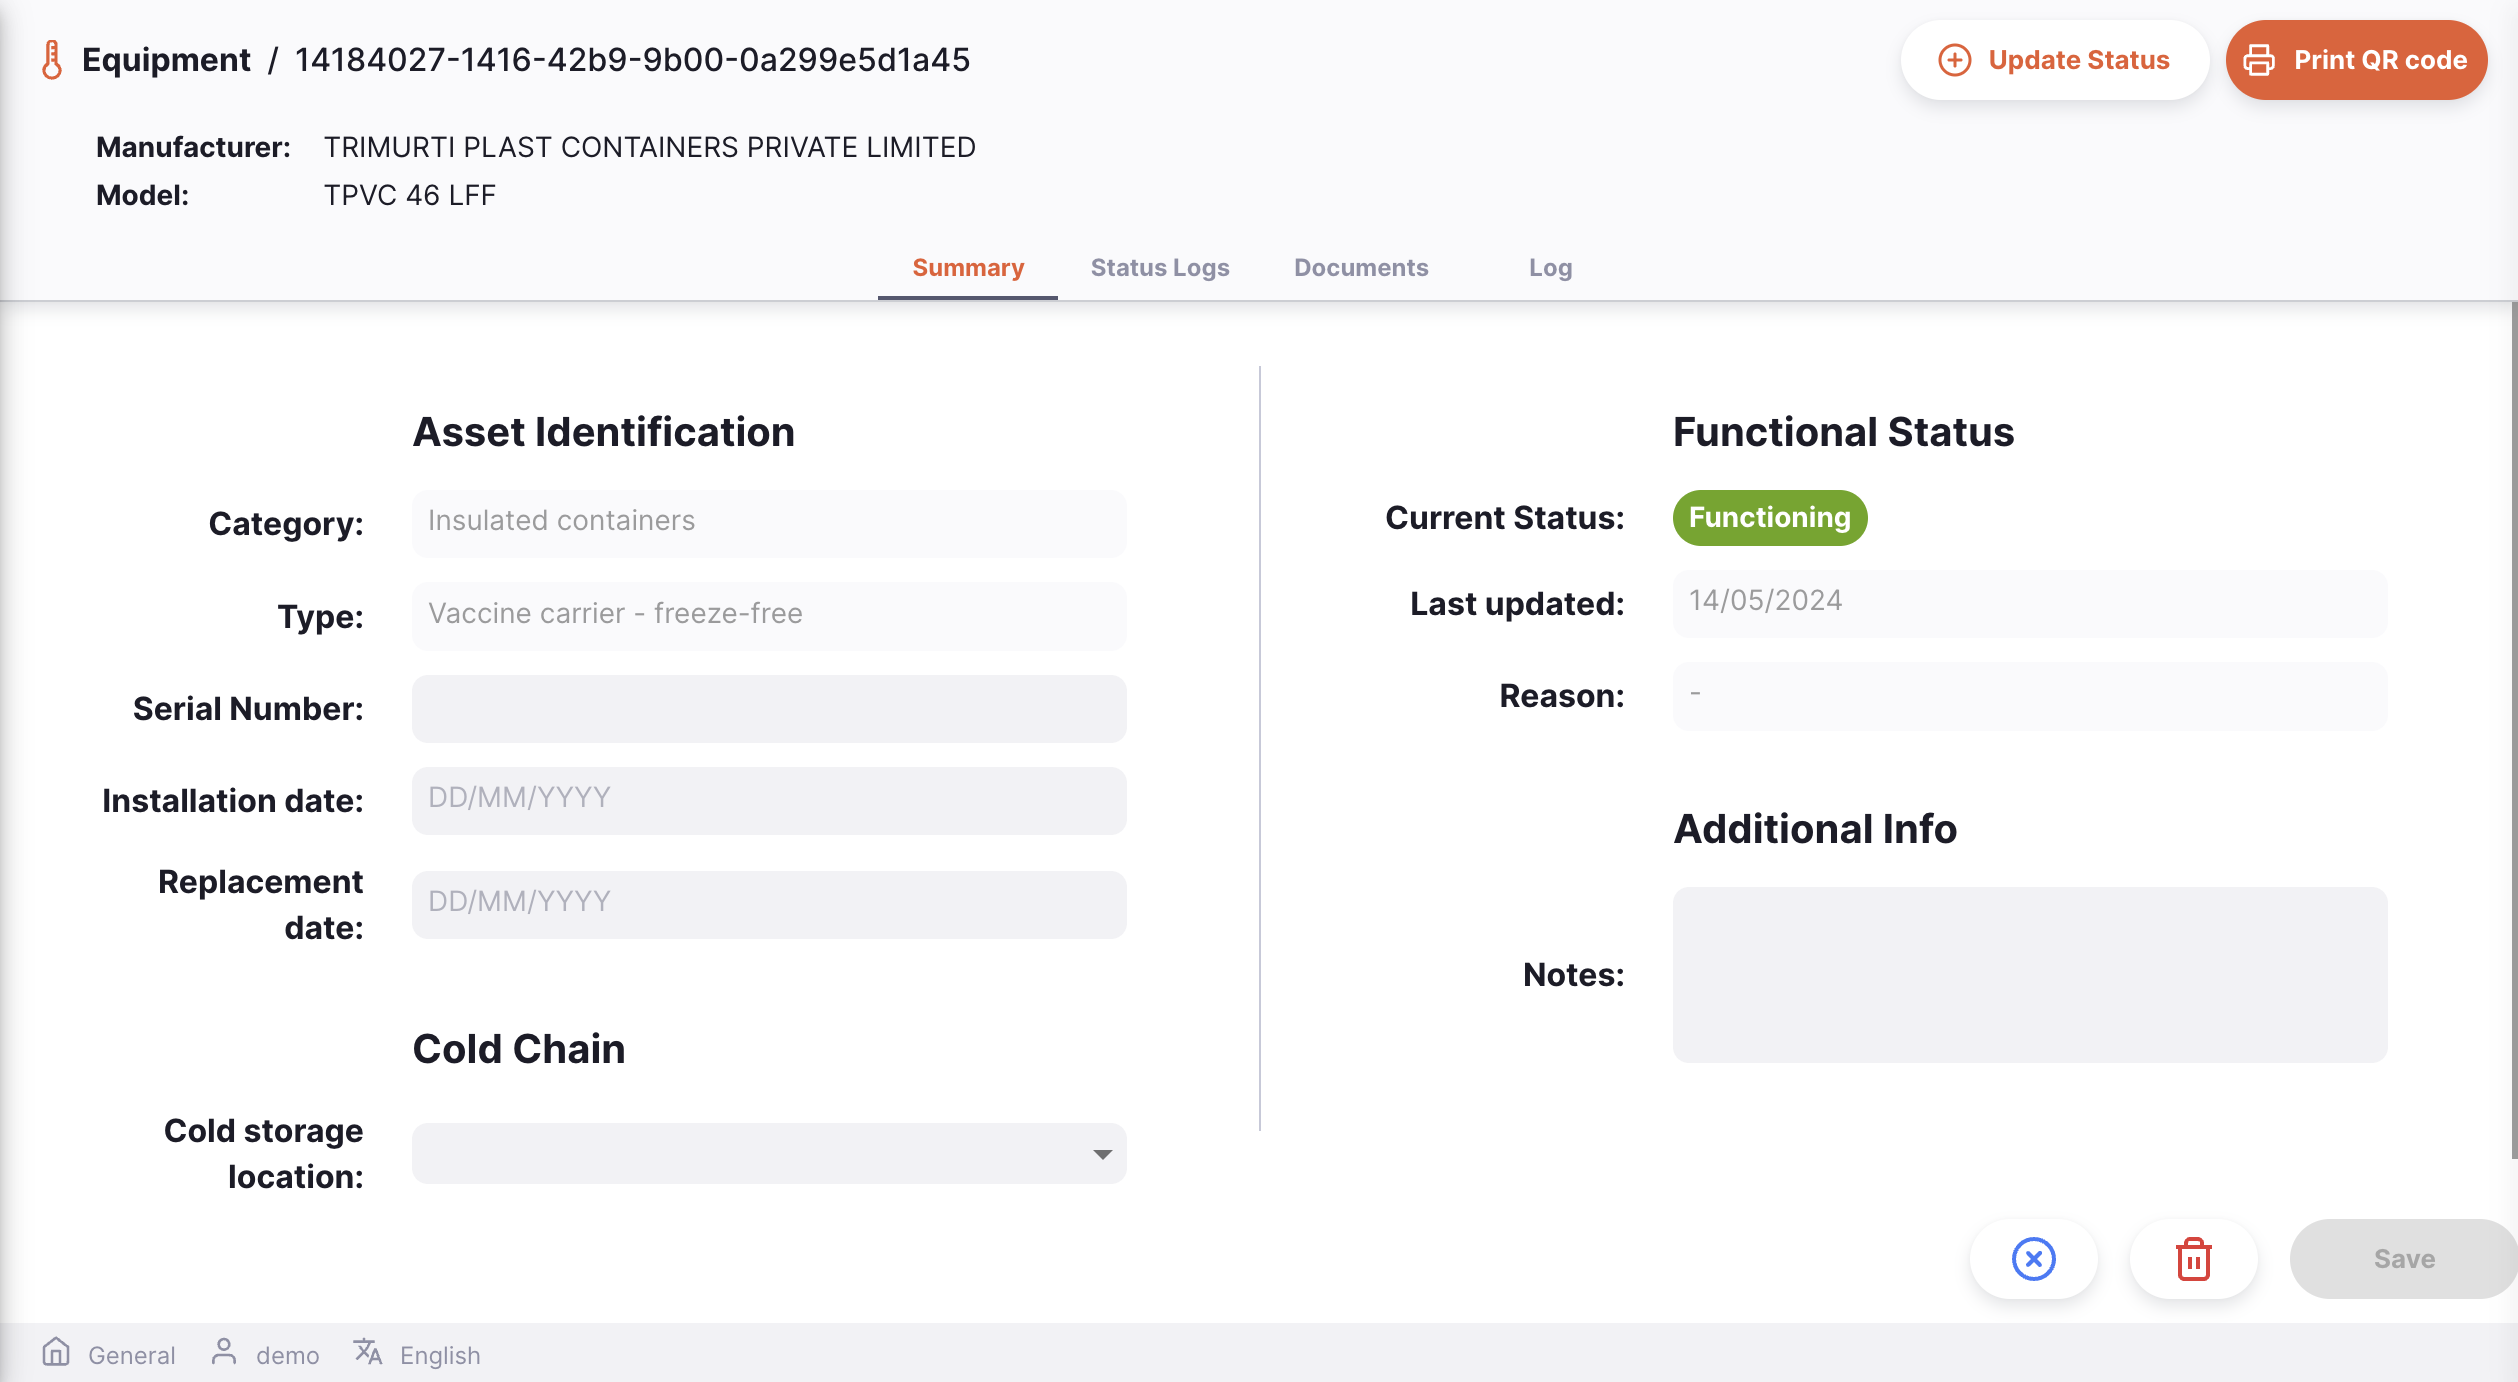 Equipment / 14184027-1416-42b9-9b00-0a299e5d1a45
Update Status
Print QR code
Manufacturer: TRIMURTI PLAST CONTAINERS PRIVATE LIMITED
Model: TPVC 46 LFF
Summary Status Logs Documents Log
Asset Identification
Category: Insulated containers
Type: Vaccine carrier - freeze-free
Serial Number:
Installation date: DD/MM/YYYY
Replacement
date: DD/MM/YYYY
Cold Chain
Cold storage
location:
Functional Status
Current Status: Functioning
Last updated: 14/05/2024
Reason: -
Additional Info
Notes:
Save
General demo English